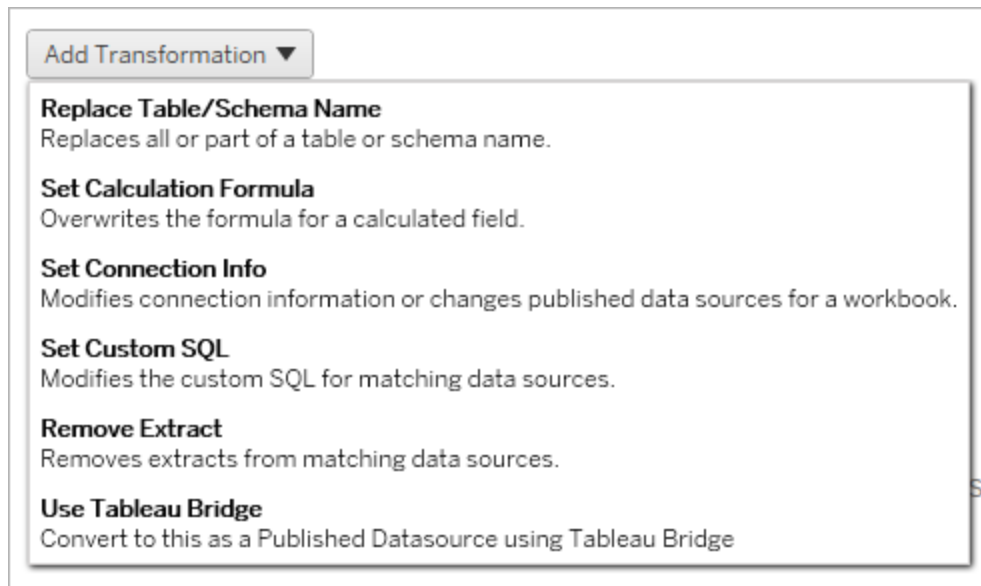 Add Transformation
Replace Table/Schema Name
Replaces all or part of a table or schema name.
Set Calculation Formula
Overwrites the formula for a calculated field.
Set Connection Info
Modifies connection information or changes published data sources for a workbook.
Set Custom SQL
Modifies the custom SQL for matching data sources.
Remove Extract
Removes extracts from matching data sources.
Use Tableau Bridge
Convert to this as a Published Datasource using Tableau Bridge